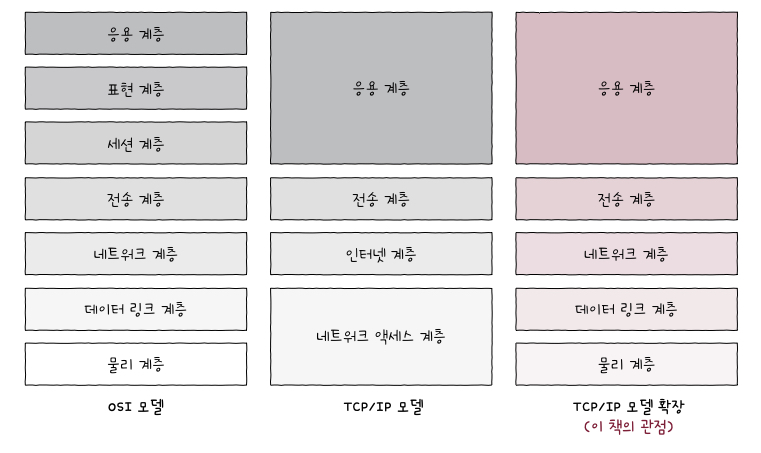 응용 계층
표현 계층
세션 계층
전송 계층
네트워크 계층
데이터 링크 계층
물리 계층
OSI 모델
응용 계층
전송 계층
인터넷 계층
네트워크 액세스 계층
TCP/IP 모델
응용 계층
전송 계층
네트워크 계층
데이터 링크 계층
물리 계층
TCP/IP 모델 확장
(이 책의 관점)